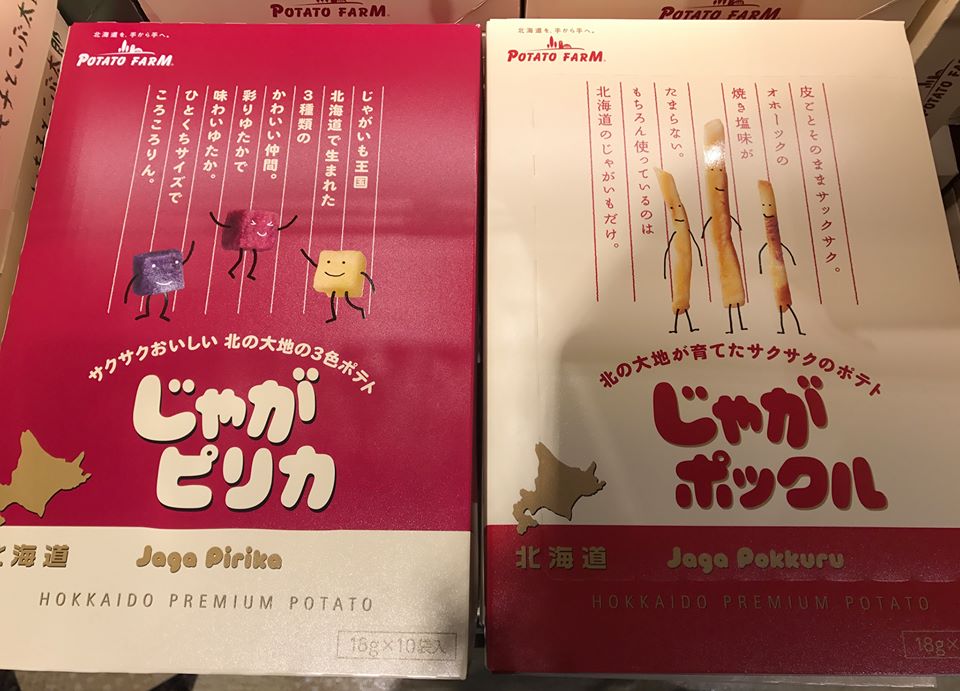 POTATO FARM
POTATO FARM
北海道を、手から手へ。
POTATO FARM
じゃがいも王国
北海道で生まれた
3種類の
かわいい仲間。
彩りゆたかで
味わいゆたか。
ひとくちサイズで
ころころりん。
サクサクおいしい 北の大地の3色ポテト
じゃが
ピリカ
北海道
Jaga Pirika
HOKKAIDO PREMIUM POTATO
18g×10袋入
北海道を、手から手へ。
POTATO FARM
皮ごとそのままサックサク。
オホーツクの
焼き塩味が
たまらない。
もちろん使っているのは
北海道のじゃがいもだけ。
北の大地が育てたサクサクのポテト
じゃが
ポックル
北海道
Jaga Pokkuru
HOKKAIDO PREMIUM POTATO
18g×
POTATO FARM